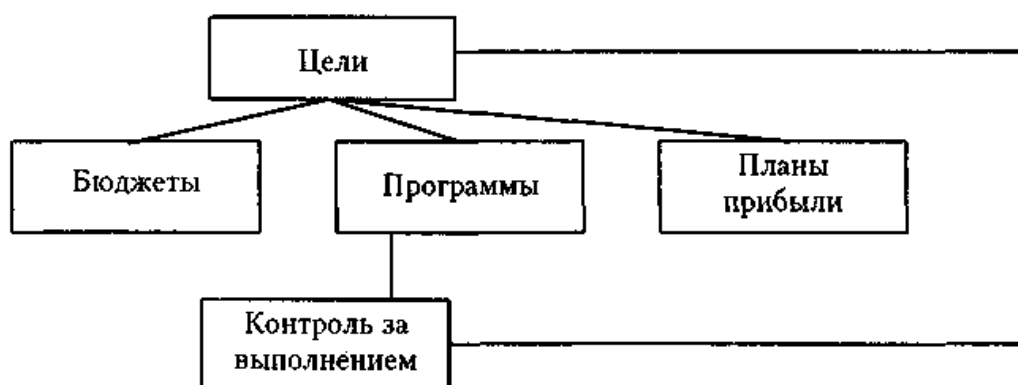 Цели
Бюджеты
Программы
Планы
прибыли
Контроль за
выполнением